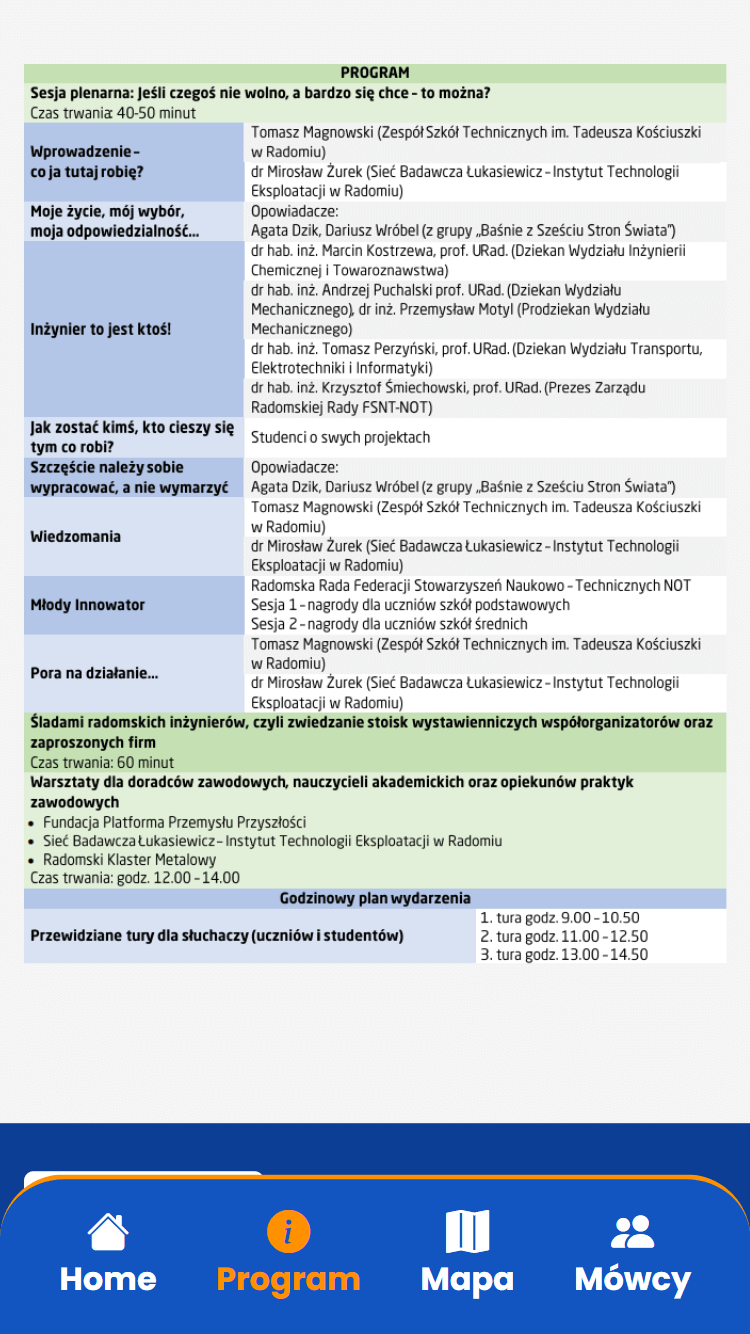 PROGRAM
Sesja plenarna: Jeśli czegoś nie wolno, a bardzo się chce – to można?
Czas trwania: 40-50 minut
Wprowadzenie –
co ja tutaj robię?
Tomasz Magnowski (Zespół Szkół Technicznych im. Tadeusza Kościuszki
w Radomiu)
dr Mirosław Żurek (Sieć Badawcza Łukasiewicz – Instytut Technologii
Eksploatacji w Radomiu)
Moje życie, mój wybór,
moja odpowiedzialność...
Opowiadacze:
Agata Dzik, Dariusz Wróbel (z grupy „Baśnie z Sześciu Stron Świata")
Inżynier to jest ktoś!
dr hab. inż. Marcin Kostrzewa, prof. URad. (Dziekan Wydziału Inżynierii
Chemicznej i Towaroznawstwa)
dr hab. inż. Andrzej Puchalski prof. URad. (Dziekan Wydziału
Mechanicznego), dr inż. Przemysław Motyl (Prodziekan Wydziału
Mechanicznego)
dr hab. inż. Tomasz Perzyński, prof. URad. (Dziekan Wydziału Transportu,
Elektrotechniki i Informatyki)
dr hab. inż. Krzysztof Śmiechowski, prof. URad. (Prezes Zarządu
Radomskiej Rady FSNT-NOT)
Jak zostać kimś, kto cieszy się
tym co robi?
Studenci o swych projektach
Szczęście należy sobie
wypracować, a nie wymarzyć
Opowiadacze:
Agata Dzik, Dariusz Wróbel (z grupy „Baśnie z Sześciu Stron Świata")
Wiedzomania
Tomasz Magnowski (Zespół Szkół Technicznych im. Tadeusza Kościuszki
w Radomiu)
dr Mirosław Żurek (Sieć Badawcza Łukasiewicz – Instytut Technologii
Eksploatacji w Radomiu)
Młody Innowator
Radomska Rada Federacji Stowarzyszeń Naukowo – Technicznych NOT
Sesja 1 – nagrody dla uczniów szkół podstawowych
Sesja 2 – nagrody dla uczniów szkół średnich
Pora na działanie...
Tomasz Magnowski (Zespół Szkół Technicznych im. Tadeusza Kościuszki
w Radomiu)
dr Mirosław Żurek (Sieć Badawcza Łukasiewicz – Instytut Technologii
Eksploatacji w Radomiu)
Śladami radomskich inżynierów, czyli zwiedzanie stoisk wystawienniczych współorganizatorów oraz
zaproszonych firm
Czas trwania: 60 minut
Warsztaty dla doradców zawodowych, nauczycieli akademickich oraz opiekunów praktyk
zawodowych
• Fundacja Platforma Przemysłu Przyszłości
• Sieć Badawcza Łukasiewicz – Instytut Technologii Eksploatacji w Radomiu
• Radomski Klaster Metalowy
Czas trwania: godz. 12.00 – 14.00
Godzinowy plan wydarzenia
Przewidziane tury dla słuchaczy (uczniów i studentów)
1. tura godz. 9.00 – 10.50
2. tura godz. 11.00 – 12.50
3. tura godz. 13.00 – 14.50
Home
Program
Mapa
Mówcy